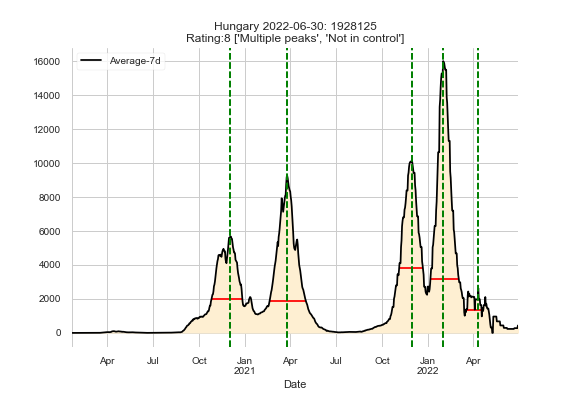 Hungary 2022-06-30: 1928125
Rating:8 ['Multiple peaks', 'Not in control']
Average-7d
16000
14000
12000
10000
8000
6000
4000
2000
0
Apr Jul Oct Jan Apr Jul Oct Jan Apr
2021 2022
Date